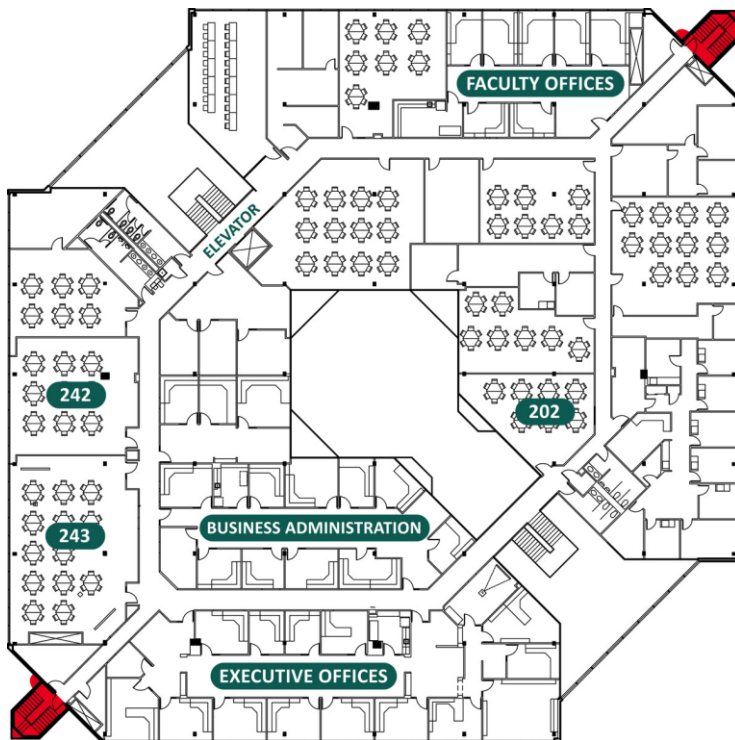 FACULTY OFFICES
ELEVATOR
242
202
243
BUSINESS ADMINISTRATION
EXECUTIVE OFFICES